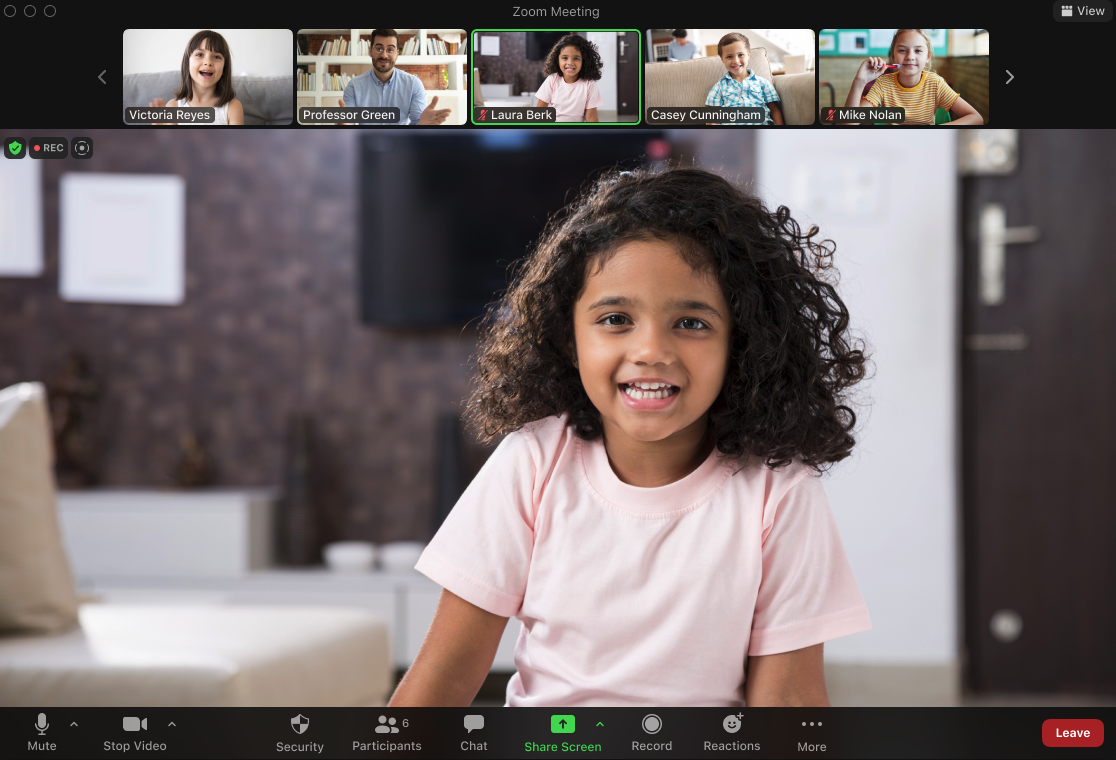 Zoom Meeting
View
Victoria Reyes
Professor Green
Laura Berk
Casey Cunningham
Mike Nolan
REC
6
Mute
Stop Video
Security
Participants
Chat
Share Screen
Record
Reactions
More
Leave